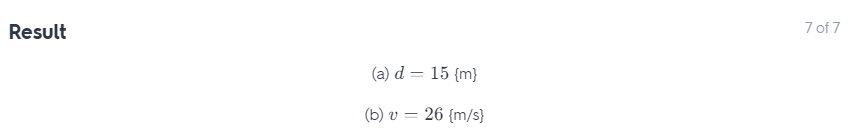 Result
7 of 7
(a) d = 15 {m}
(b) v = 26 {m/s}